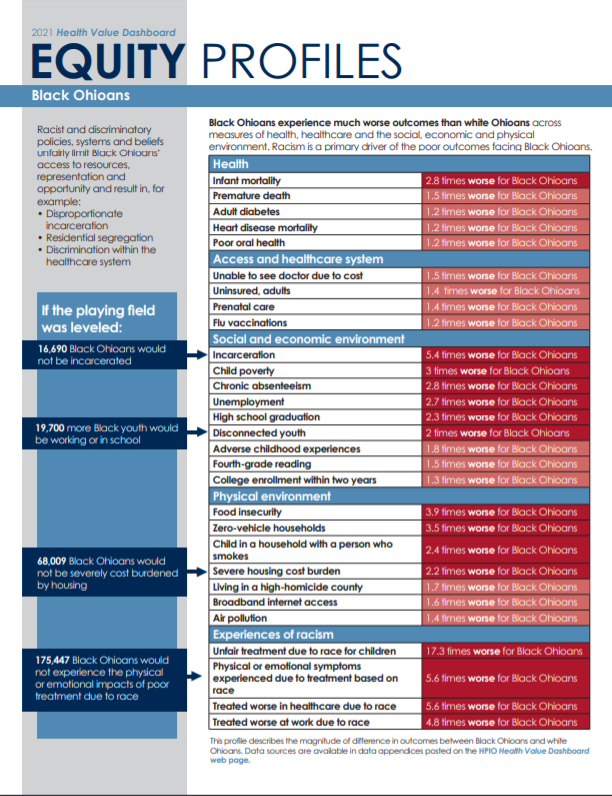 2021 Health Value Dashboard
EQUITY PROFILES
Black Ohioans
Racist and discriminatory
policies, systems and beliefs
unfairly limit Black Ohioans'
access to resources,
representation and
opportunity and result in, for
example:
• Disproportionate
incarceration
• Residential segregation
• Discrimination within the
healthcare system
If the playing field
was leveled:
16,690 Black Ohioans would
not be incarcerated
19,700 more Black youth would
be working or in school
68,009 Black Ohioans would
not be severely cost burdened
by housing
175,447 Black Ohioans would
not experience the physical
or emotional impacts of poor
treatment due to race
Black Ohioans experience much worse outcomes than white Ohioans across
measures of health, healthcare and the social, economic and physical
environment. Racism is a primary driver of the poor outcomes facing Black Ohioans.
Health
Infant mortality 2.8 times worse for Black Ohioans
Premature death 1.5 times worse for Black Ohioans
Adult diabetes 1.2 times worse for Black Ohioans
Heart disease mortality 1.2 times worse for Black Ohioans
Poor oral health 1.2 times worse for Black Ohioans
Access and healthcare system
Unable to see doctor due to cost 1.5 times worse for Black Ohioans
Uninsured, adults 1.4 times worse for Black Ohioans
Prenatal care 1.4 times worse for Black Ohioans
Flu vaccinations 1.2 times worse for Black Ohioans
Social and economic environment
Incarceration 5.4 times worse for Black Ohioans
Child poverty 3 times worse for Black Ohioans
Chronic absenteeism 2.8 times worse for Black Ohioans
Unemployment 2.7 times worse for Black Ohioans
High school graduation 2.3 times worse for Black Ohioans
Disconnected youth 2 times worse for Black Ohioans
Adverse childhood experiences 1.8 times worse for Black Ohioans
Fourth-grade reading 1.5 times worse for Black Ohioans
College enrollment within two years 1.3 times worse for Black Ohioans
Physical environment
Food insecurity 3.9 times worse for Black Ohioans
Zero-vehicle households 3.5 times worse for Black Ohioans
Child in a household with a person who
smokes 2.4 times worse for Black Ohioans
Severe housing cost burden 2.2 times worse for Black Ohioans
Living in a high-homicide county 1.7 times worse for Black Ohioans
Broadband internet access 1.6 times worse for Black Ohioans
Air pollution 1.4 times worse for Black Ohioans
Experiences of racism
Unfair treatment due to race for children 17.3 times worse for Black Ohioans
Physical or emotional symptoms
experienced due to treatment based on 5.6 times worse for Black Ohioans
race
Treated worse in healthcare due to race 5.6 times worse for Black Ohioans
Treated worse at work due to race 4.8 times worse for Black Ohioans
This profile describes the magnitude of difference in outcomes between Black Ohioans and white
Ohioans. Data sources are available in data appendices posted on the HPIO Health Value Dashboard
web page.